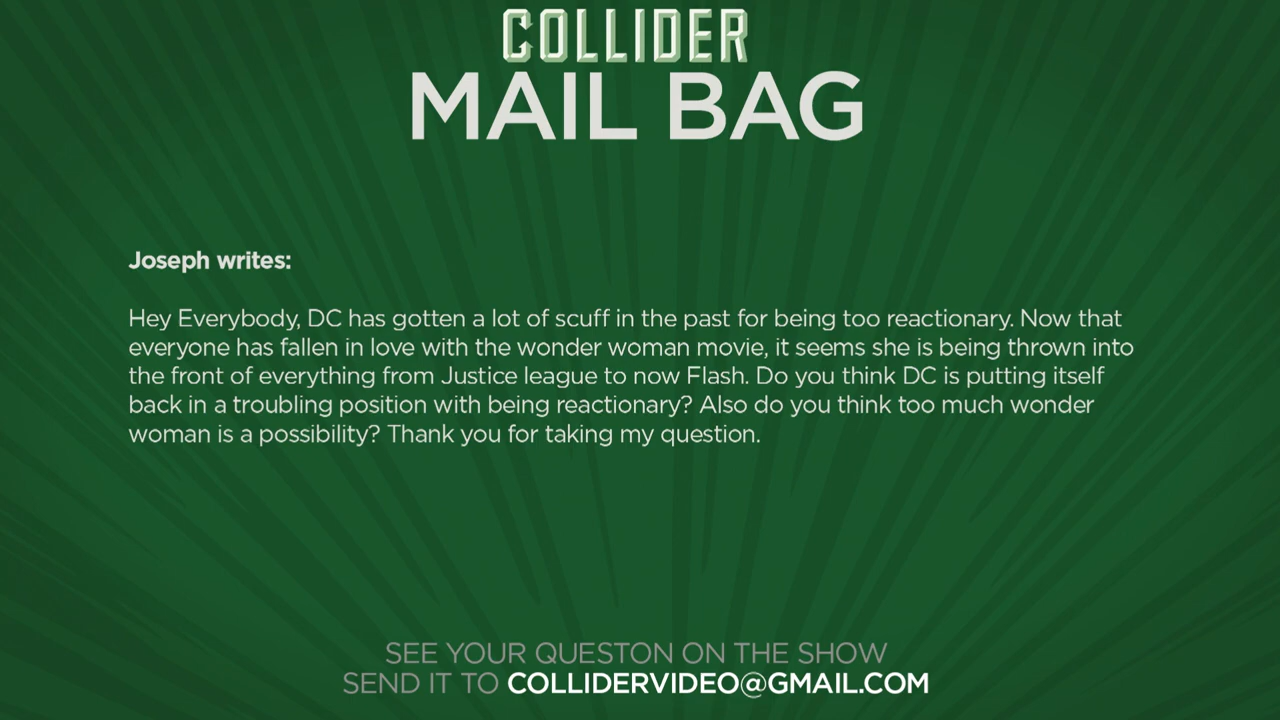 COLLIDER
MAIL BAG
Joseph writes:
Hey Everybody, DC has gotten a lot of scuff in the past for being too reactionary. Now that
everyone has fallen in love with the wonder woman movie, it seems she is being thrown into
the front of everything from Justice league to now Flash. Do you think DC is putting itself
back in a troubling position with being reactionary? Also do you think too much wonder
woman is a possibility? Thank you for taking my question.
SEE YOUR QUESTON ON THE SHOW
SEND IT TO COLLIDERVIDEO@GMAIL.COM